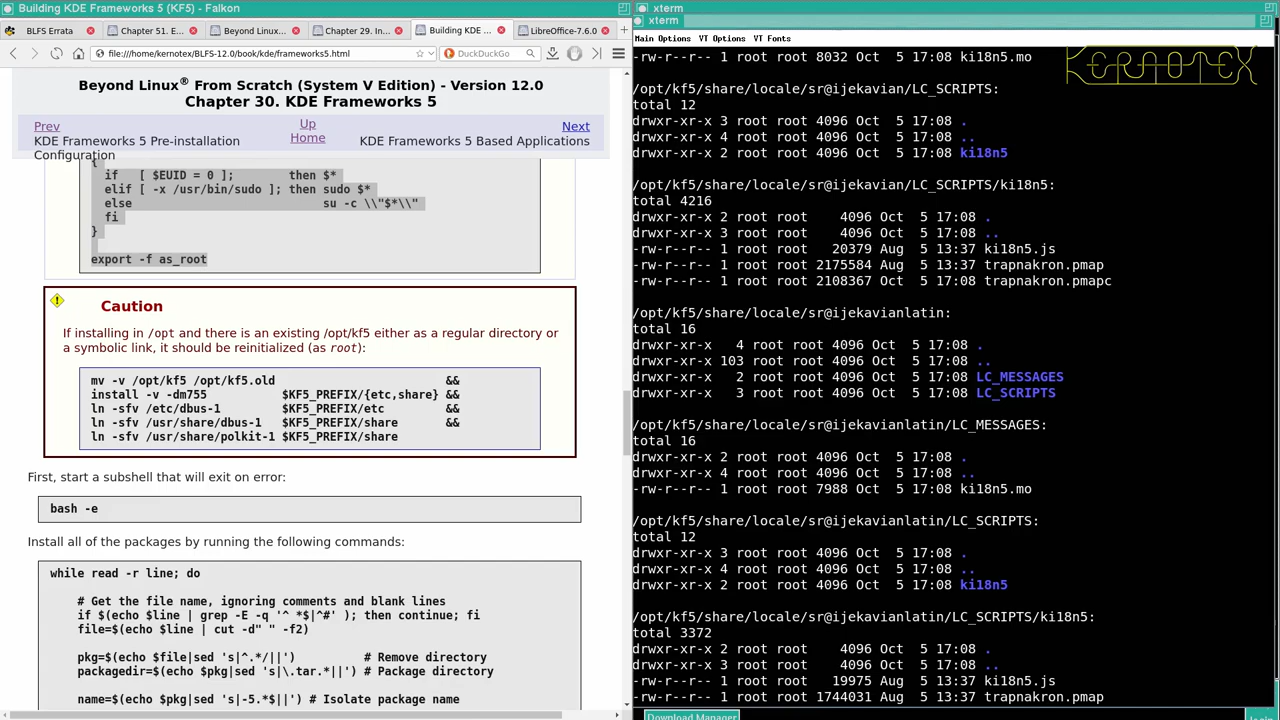 Building KDE Frameworks 5 (KF5) - Falkon
BLFS Errata
Chapter 51. E...
Beyond Linux...
Chapter 29. In...
Building KDE ...
LibreOffice-7.6.0
file:///home/kernotex/BLFS-12.0/book/kde/frameworks5.html
DuckDuckGo
Beyond Linux® From Scratch (System V Edition) - Version 12.0
Chapter 30. KDE Frameworks 5
Prev
Up
Next
KDE Frameworks 5 Pre-installation Configuration
Home
KDE Frameworks 5 Based Applications
{
if [ $EUID = 0 ]; then $*
elif [ -x /usr/bin/sudo ]; then sudo $*
else su -c \\"$*\\"
fi
}
export -f as_root
Caution
If installing in /opt and there is an existing /opt/kf5 either as a regular directory or
a symbolic link, it should be reinitialized (as root):
mv -v /opt/kf5 /opt/kf5.old &&
install -v -dm755 $KF5_PREFIX/{etc,share} &&
ln -sfv /etc/dbus-1 $KF5_PREFIX/etc &&
ln -sfv /usr/share/dbus-1 $KF5_PREFIX/share &&
ln -sfv /usr/share/polkit-1 $KF5_PREFIX/share
First, start a subshell that will exit on error:
bash -e
Install all of the packages by running the following commands:
while read -r line; do
# Get the file name, ignoring comments and blank lines
if $(echo $line | grep -E -q '^ *$|^#' ); then continue; fi
file=$(echo $line | cut -d" " -f2)
pkg=$(echo $file|sed 's|^.*/||') # Remove directory
packagedir=$(echo $pkg|sed 's|\.tar.*||') # Package directory
name=$(echo $pkg|sed 's|-5.*$||') # Isolate package name
xterm
xterm
Main Options VT Options VT Fonts
KERNOTEX
-rw-r--r-- 1 root root 8032 Oct 5 17:08 ki18n5.mo
/opt/kf5/share/locale/sr@ijekavian/LC_SCRIPTS:
total 12
drwxr-xr-x 3 root root 4096 Oct 5 17:08 .
drwxr-xr-x 4 root root 4096 Oct 5 17:08 ..
drwxr-xr-x 2 root root 4096 Oct 5 17:08 ki18n5
/opt/kf5/share/locale/sr@ijekavian/LC_SCRIPTS/ki18n5:
total 4216
drwxr-xr-x 2 root root 4096 Oct 5 17:08 .
drwxr-xr-x 3 root root 4096 Oct 5 17:08 ..
-rw-r--r-- 1 root root 20379 Aug 5 13:37 ki18n5.js
-rw-r--r-- 1 root root 2175584 Aug 5 13:37 trapnakron.pmap
-rw-r--r-- 1 root root 2108367 Oct 5 17:08 trapnakron.pmapc
/opt/kf5/share/locale/sr@ijekavianlatin:
total 16
drwxr-xr-x 4 root root 4096 Oct 5 17:08 .
drwxr-xr-x 103 root root 4096 Oct 5 17:08 ..
drwxr-xr-x 2 root root 4096 Oct 5 17:08 LC_MESSAGES
drwxr-xr-x 3 root root 4096 Oct 5 17:08 LC_SCRIPTS
/opt/kf5/share/locale/sr@ijekavianlatin/LC_MESSAGES:
total 16
drwxr-xr-x 2 root root 4096 Oct 5 17:08 .
drwxr-xr-x 4 root root 4096 Oct 5 17:08 ..
-rw-r--r-- 1 root root 7988 Oct 5 17:08 ki18n5.mo
/opt/kf5/share/locale/sr@ijekavianlatin/LC_SCRIPTS:
total 12
drwxr-xr-x 3 root root 4096 Oct 5 17:08 .
drwxr-xr-x 4 root root 4096 Oct 5 17:08 ..
drwxr-xr-x 2 root root 4096 Oct 5 17:08 ki18n5
/opt/kf5/share/locale/sr@ijekavianlatin/LC_SCRIPTS/ki18n5:
total 3372
drwxr-xr-x 2 root root 4096 Oct 5 17:08 .
drwxr-xr-x 3 root root 4096 Oct 5 17:08 ..
-rw-r--r-- 1 root root 19975 Aug 5 13:37 ki18n5.js
-rw-r--r-- 1 root root 1744031 Aug 5 13:37 trapnakron.pmap
Download Manager